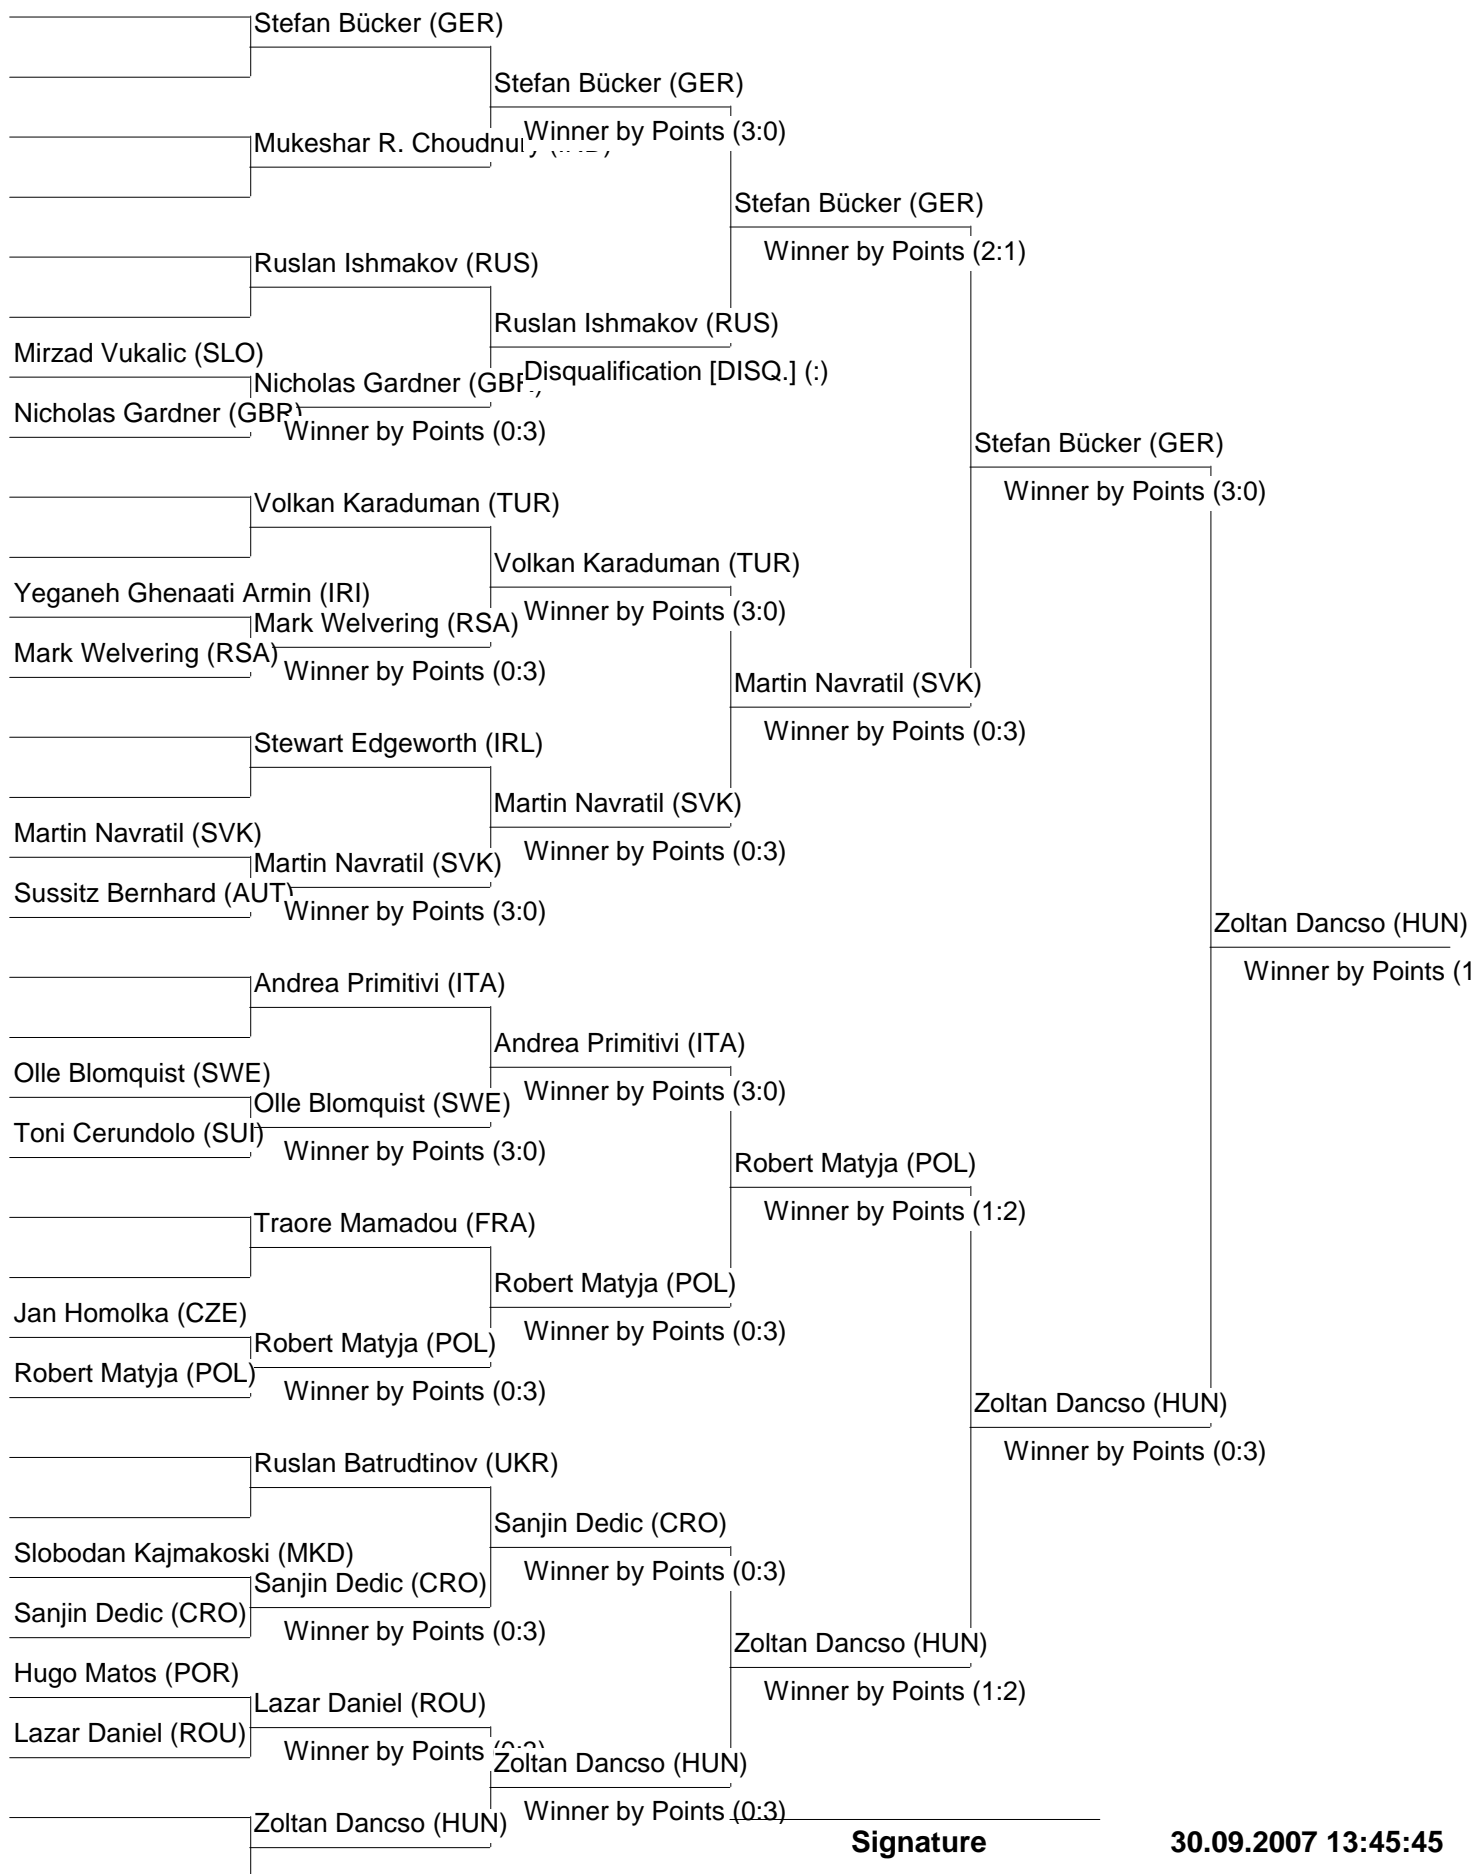 Stefan Bücker (GER)
Stefan Bücker (GER)
Winner by Points (3:0)
Mukeshar R.
Stefan Bücker (GER)
Winner by Points (2:1)
Ruslan Ishmakov (RUS)
Ruslan Ishmakov (RUS)
Mirzad Vukalic (SLO)
Disqualification [DISQ.] (:)
Nicholas Gardner (GBR)
Nicholas Gardner (GBR)
Winner by Points (0:3)
Stefan Bücker (GER)
Winner by Points (3:0)
Volkan Karaduman (TUR)
Volkan Karaduman (TUR)
Yeganeh Ghenaati Armin (IRI)
Winner by Points (3:0)
Mark Welvering (RSA)
Mark Welvering (RSA)
Winner by Points (0:3)
Martin Navratil (SVK)
Winner by Points (0:3)
Stewart Edgeworth (IRL)
Martin Navratil (SVK)
Martin Navratil (SVK)
Winner by Points (0:3)
Martin Navratil (SVK)
Sussitz Bernhard (AUT)
Winner by Points (3:0)
Zoltan Dancso (HUN)
Winner by Points (1
Andrea Primitivi (ITA)
Andrea Primitivi (ITA)
Olle Blomquist (SWE)
Winner by Points (3:0)
Olle Blomquist (SWE)
Toni Cerundolo (SUI)
Winner by Points (3:0)
Robert Matyja (POL)
Winner by Points (1:2)
Traore Mamadou (FRA)
Robert Matyja (POL)
Jan Homolka (CZE)
Winner by Points (0:3)
Robert Matyja (POL)
Robert Matyja (POL)
Winner by Points (0:3)
Zoltan Dancso (HUN)
Winner by Points (0:3)
Ruslan Batrudtinov (UKR)
Sanjin Dedic (CRO)
Slobodan Kajmakoski (MKD)
Winner by Points (0:3)
Sanjin Dedic (CRO)
Sanjin Dedic (CRO)
Winner by Points (0:3)
Zoltan Dancso (HUN)
Winner by Points (1:2)
Hugo Matos (POR)
Lazar Daniel (ROU)
Lazar Daniel (ROU)
Winner by Points
Zoltan Dancso (HUN)
Winner by Points (0:3)
Zoltan Dancso (HUN)
Signature
30.09.2007 13:45:45